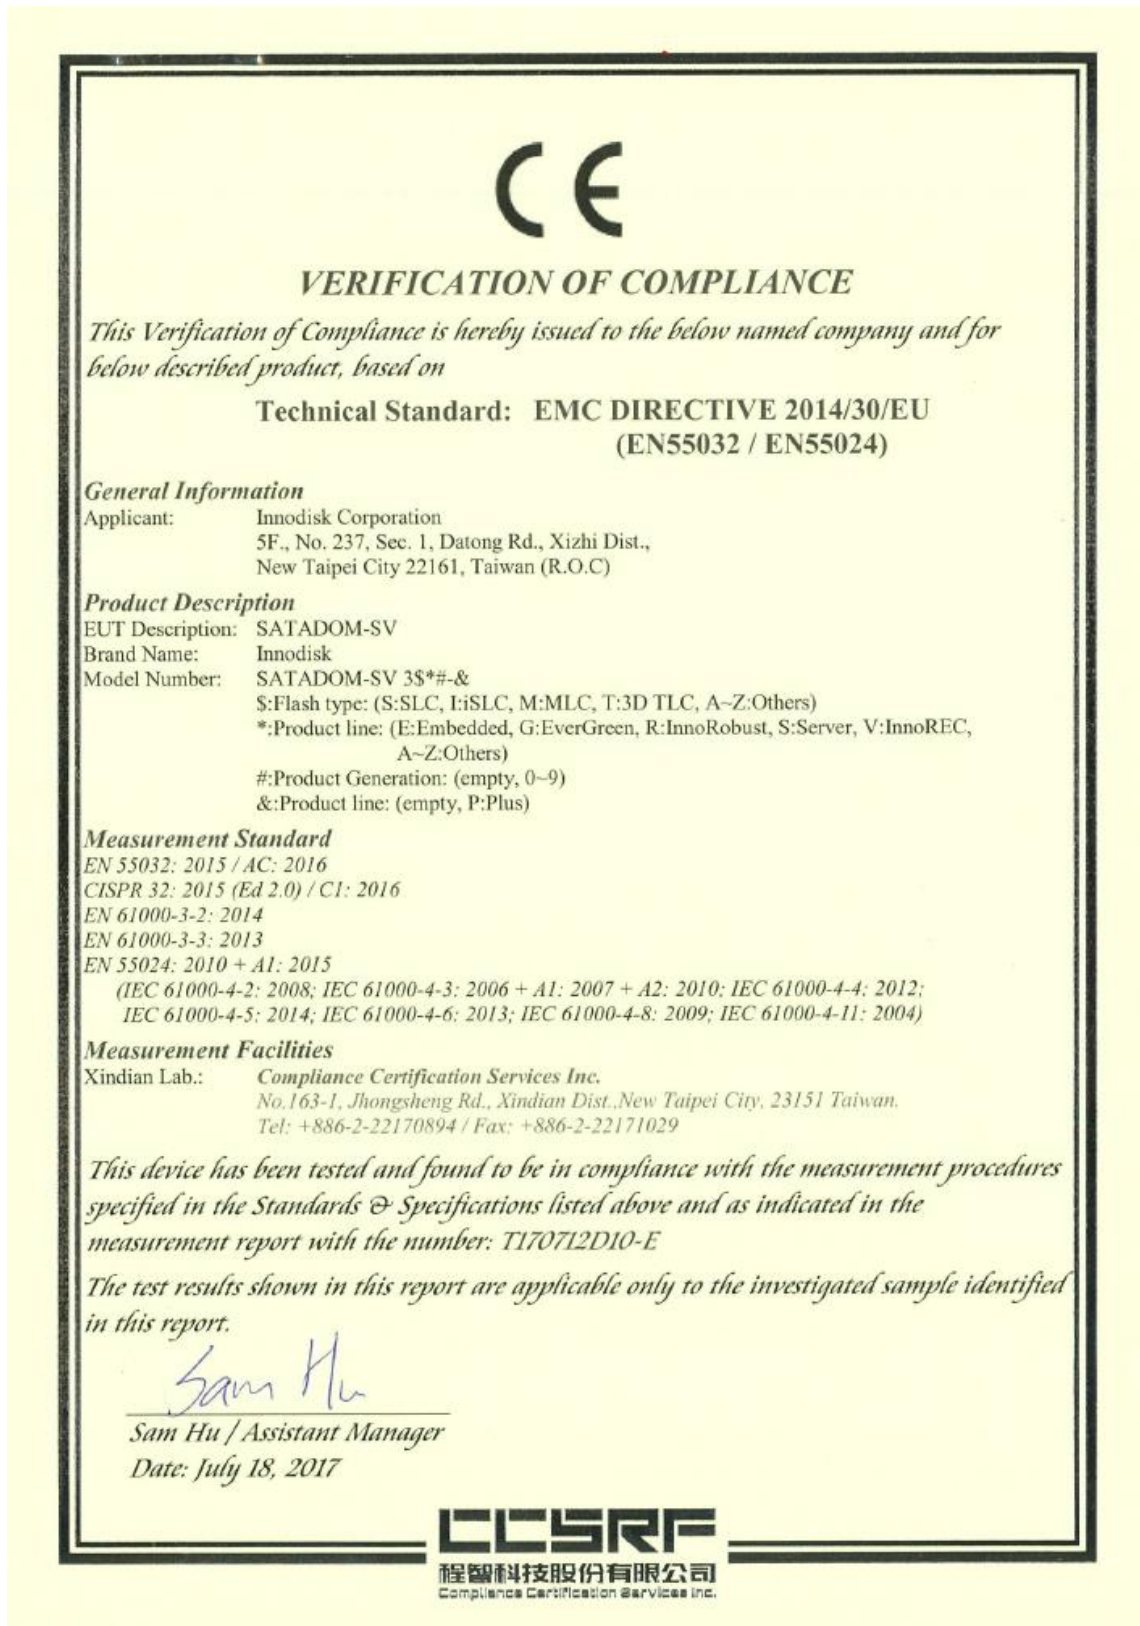 CE
VERIFICATION OF COMPLIANCE
This Verification of Compliance is hereby issued to the below named company and for
below described product, based on
Technical Standard: EMC DIRECTIVE 2014/30/EU
(EN55032 / EN55024)
General Information
Applicant: Innodisk Corporation
5F., No. 237, Sec. 1, Datong Rd., Xizhi Dist.,
New Taipei City 22161, Taiwan (R.O.C)
Product Description
EUT Description: SATADOM-SV
Brand Name: Innodisk
Model Number: SATADOM-SV 3$*#-&
$:Flash type: (S:SLC, I:iSLC, M:MLC, T:3D TLC, A~Z:Others)
*:Product line: (E:Embedded, G:EverGreen, R:InnoRobust, S:Server, V:InnoREC,
A~Z:Others)
#:Product Generation: (empty, 0~9)
&:Product line: (empty, P:Plus)
Measurement Standard
EN 55032: 2015 / AC: 2016
CISPR 32: 2015 (Ed 2.0) / C1: 2016
EN 61000-3-2: 2014
EN 61000-3-3: 2013
EN 55024: 2010 + A1: 2015
(IEC 61000-4-2: 2008; IEC 61000-4-3: 2006 + A1: 2007 + A2: 2010; IEC 61000-4-4: 2012;
IEC 61000-4-5: 2014; IEC 61000-4-6: 2013; IEC 61000-4-8: 2009; IEC 61000-4-11: 2004)
Measurement Facilities
Xindian Lab.: Compliance Certification Services Inc.
No.163-1, Jhongsheng Rd., Xindian Dist.,New Taipei City, 23151 Taiwan.
Tel: +886-2-22170894 / Fax: +886-2-22171029
This device has been tested and found to be in compliance with the measurement procedures
specified in the Standards & Specifications listed above and as indicated in the
measurement report with the number: T170712D10-E
The test results shown in this report are applicable only to the investigated sample identified
in this report.
Sam Hu
Sam Hu / Assistant Manager
Date: July 18, 2017
CCSRF
程智科技股份有限公司
Compliance Certification Services Inc.